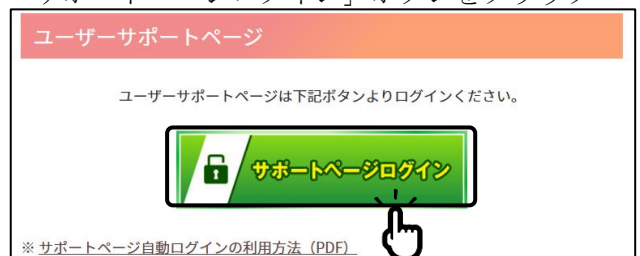 ユーザーサポートページ
ユーザーサポートページは下記ボタンよりログインください。
サポートページログイン
※ サポートページ自動ログインの利用方法（PDF）